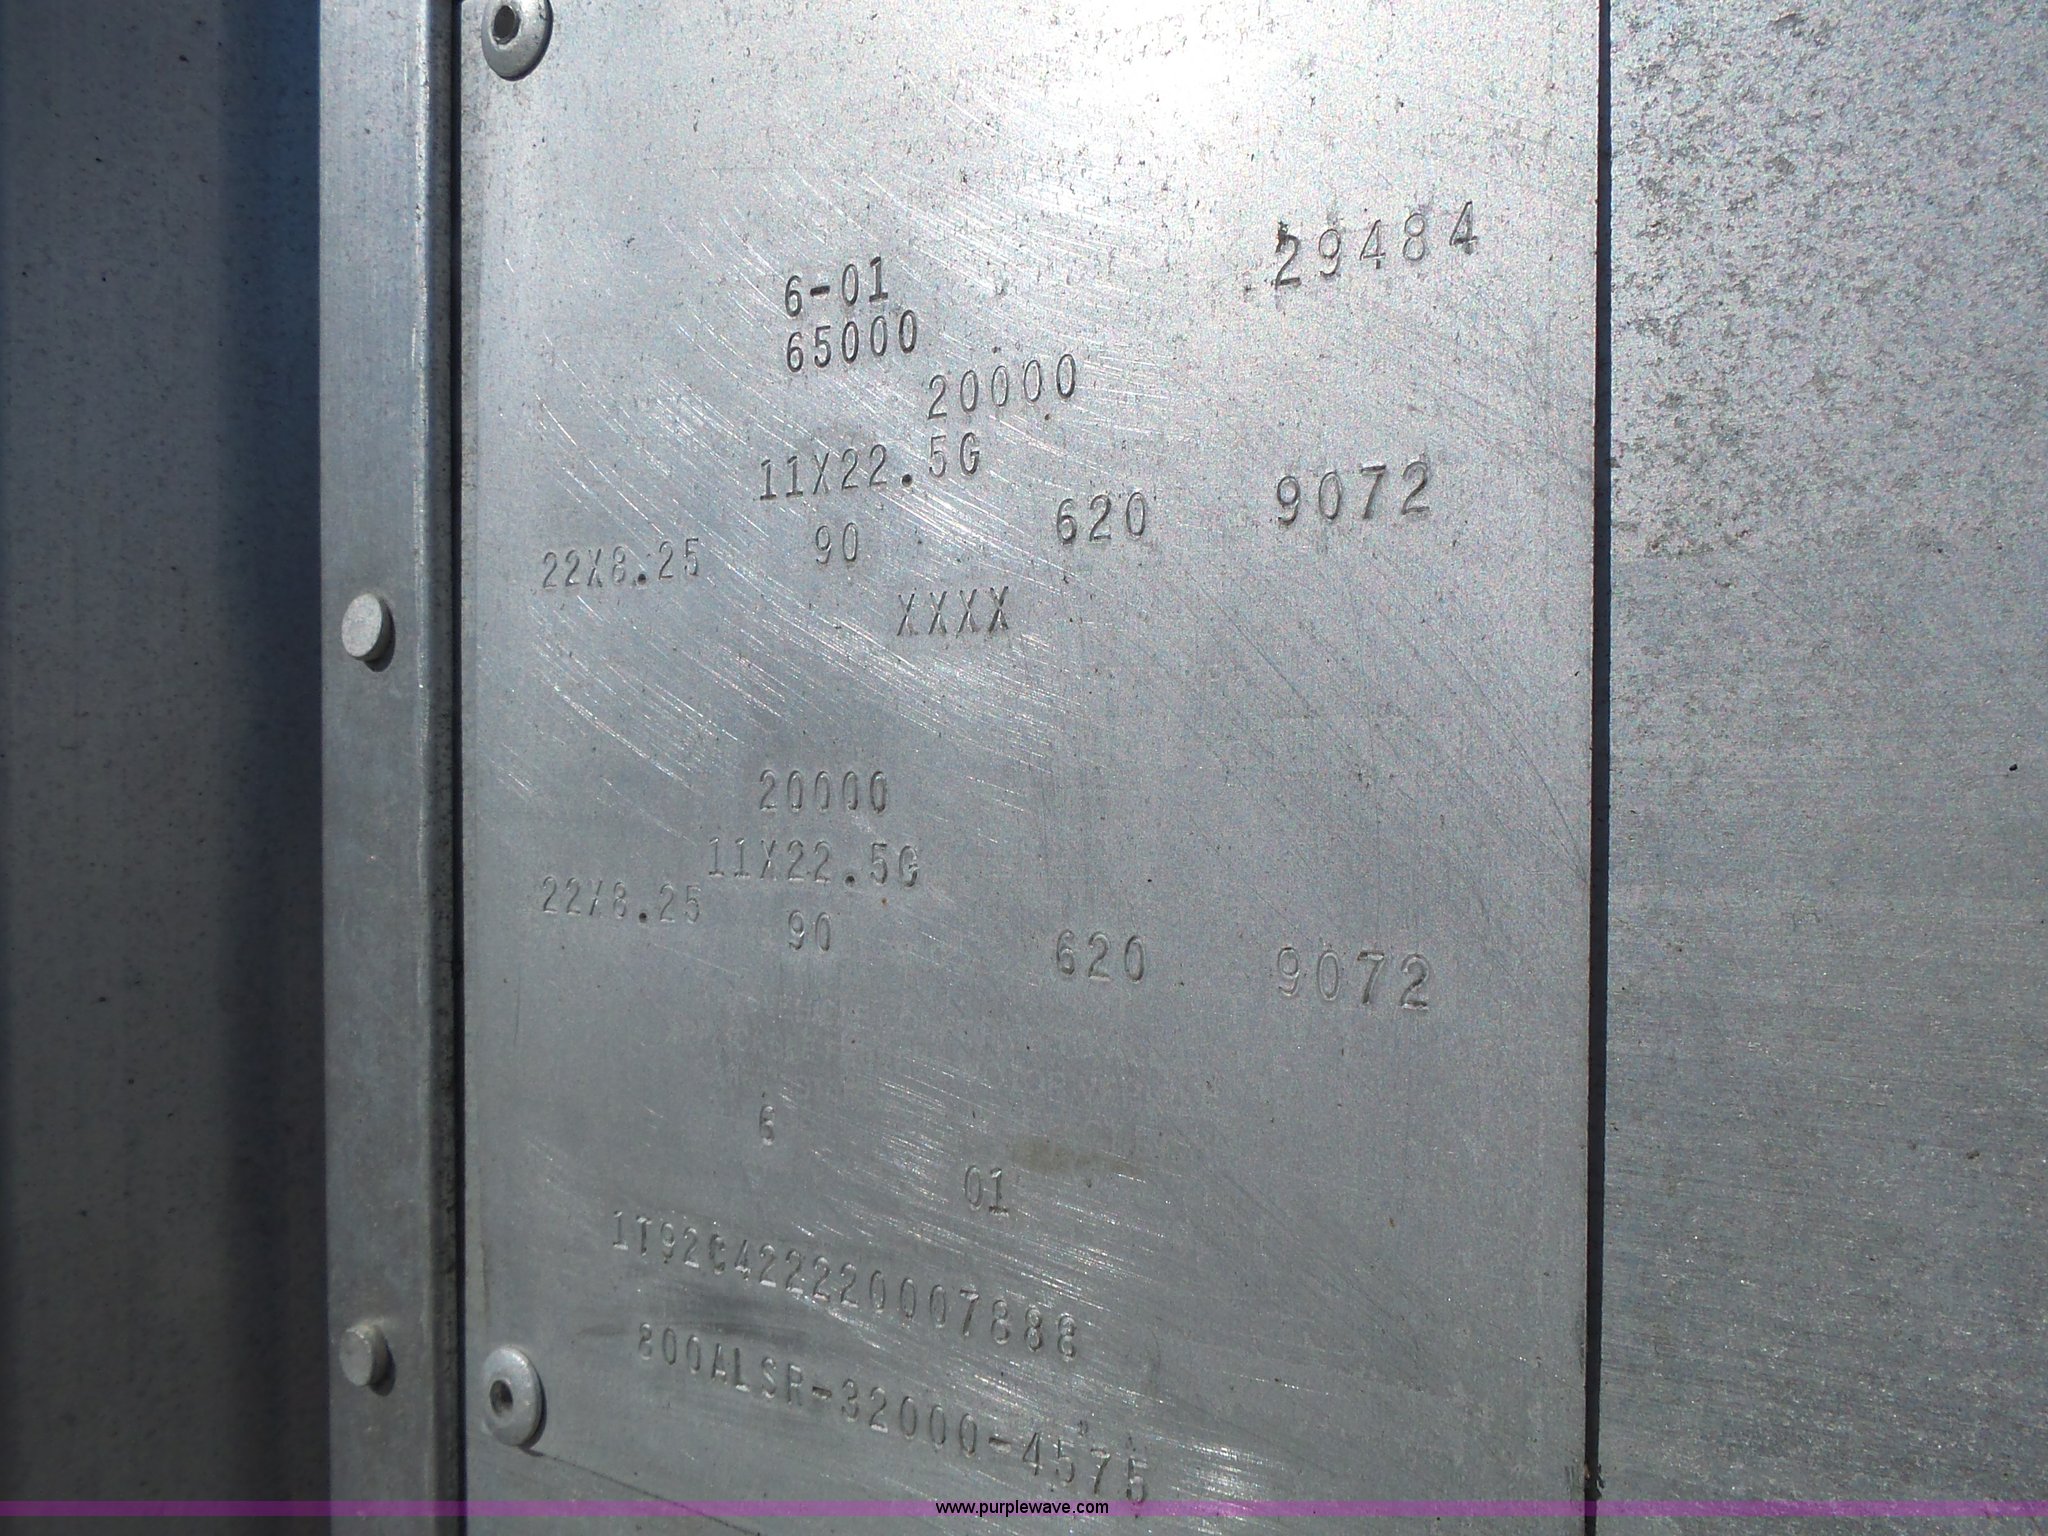 6-01
29484
65000
20000
11X22.5G
22X8.25 90 620 9072
XXXX
20000
11X22.5G
22X8.25 90 620 9072
6
01
1T92C422220007888
800ALSR-32000-4575
www.purplewave.com